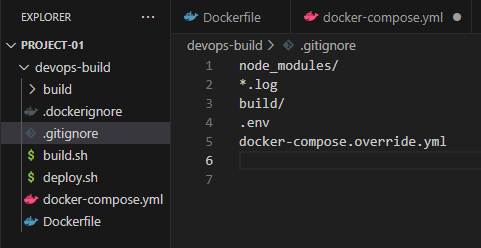 EXPLORER
···
PROJECT-01
devops-build
build
.dockerignore
.gitignore
$ build.sh
$ deploy.sh
docker-compose.yml
Dockerfile
Dockerfile
docker-compose.yml
devops-build > .gitignore
1 node_modules/
2 *.log
3 build/
4 .env
5 docker-compose.override.yml
6
7